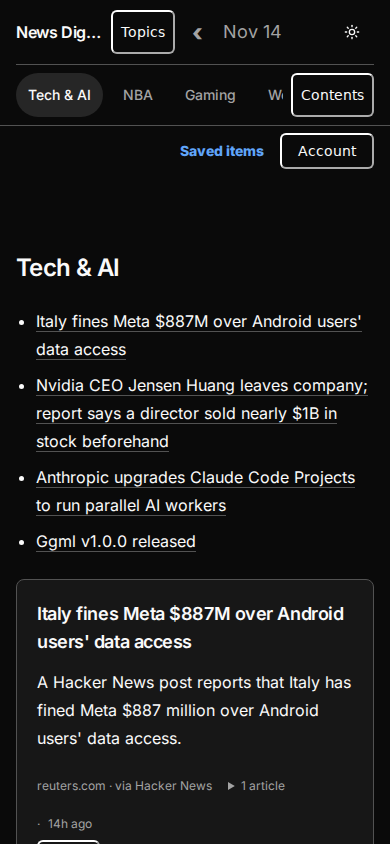 News Dig...
Topics
‹
Nov 14
Tech & AI
NBA
Gaming
Contents
Saved items
Account
Tech & AI
• Italy fines Meta $887M over Android users'
data access
• Nvidia CEO Jensen Huang leaves company;
report says a director sold nearly $1B in
stock beforehand
• Anthropic upgrades Claude Code Projects
to run parallel AI workers
• Ggml v1.0.0 released
Italy fines Meta $887M over Android
users' data access
A Hacker News post reports that Italy has
fined Meta $887 million over Android
users' data access.
reuters.com · via Hacker News ▶ 1 article
· 14h ago